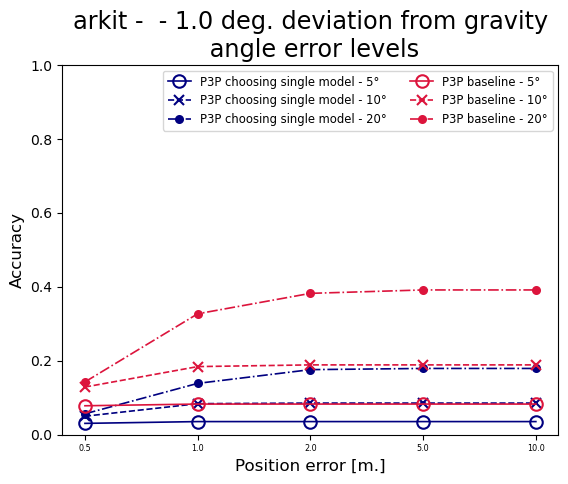 arkit -  - 1.0 deg. deviation from gravity
angle error levels
P3P choosing single model - 5°
P3P choosing single model - 10°
P3P choosing single model - 20°
P3P baseline - 5°
P3P baseline - 10°
P3P baseline - 20°
1.0
0.8
0.6
0.4
0.2
0.0
Accuracy
0.5 1.0 2.0 5.0 10.0
Position error [m.]